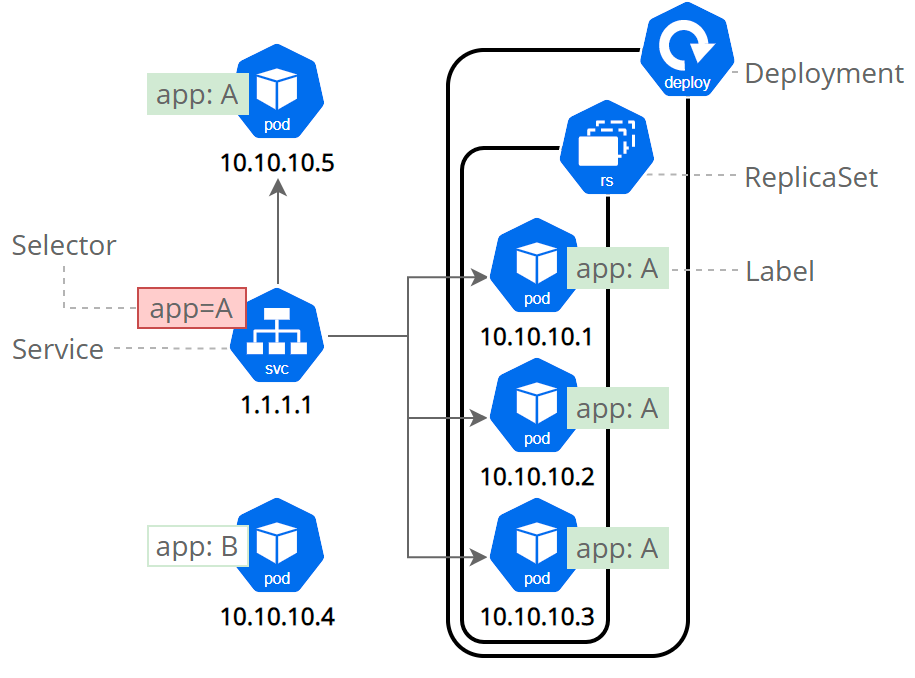 deploy
Deployment
app: A
pod
10.10.10.5
rs
ReplicaSet
Selector
app=A
Service
svc
1.1.1.1
pod
app: A
Label
10.10.10.1
pod
app: A
10.10.10.2
app: B
pod
10.10.10.4
pod
app: A
10.10.10.3